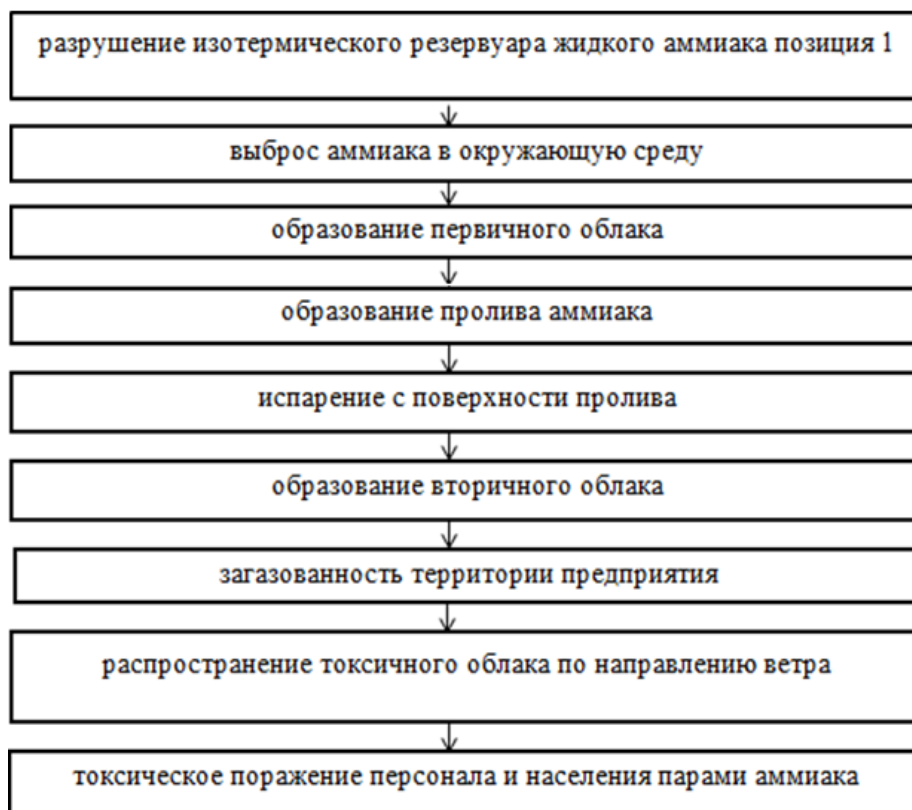 разрушение изотермического резервуара жидкого аммиака позиция 1
выброс аммиака в окружающую среду
образование первичного облака
образование пролива аммиака
испарение с поверхности пролива
образование вторичного облака
загазованность территории предприятия
распространение токсичного облака по направлению ветра
токсическое поражение персонала и населения парами аммиака